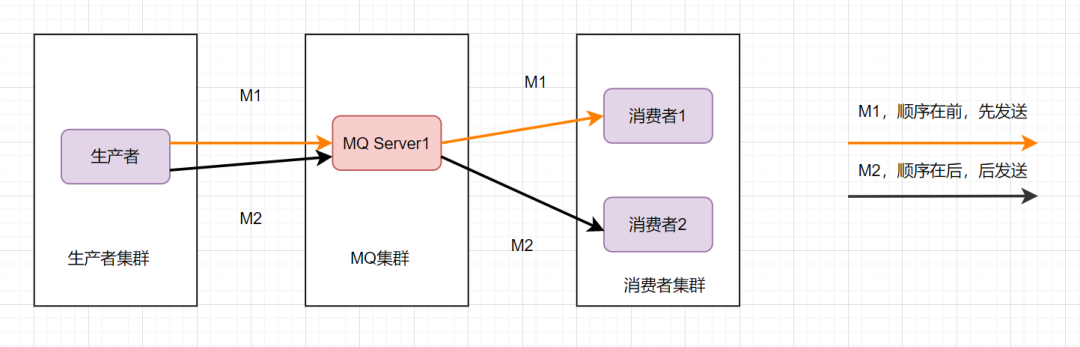 M1
M1
生产者
MQ Server1
消费者1
M2
M2
消费者2
生产者集群
MQ集群
消费者集群
M1，顺序在前，先发送
M2，顺序在后，后发送